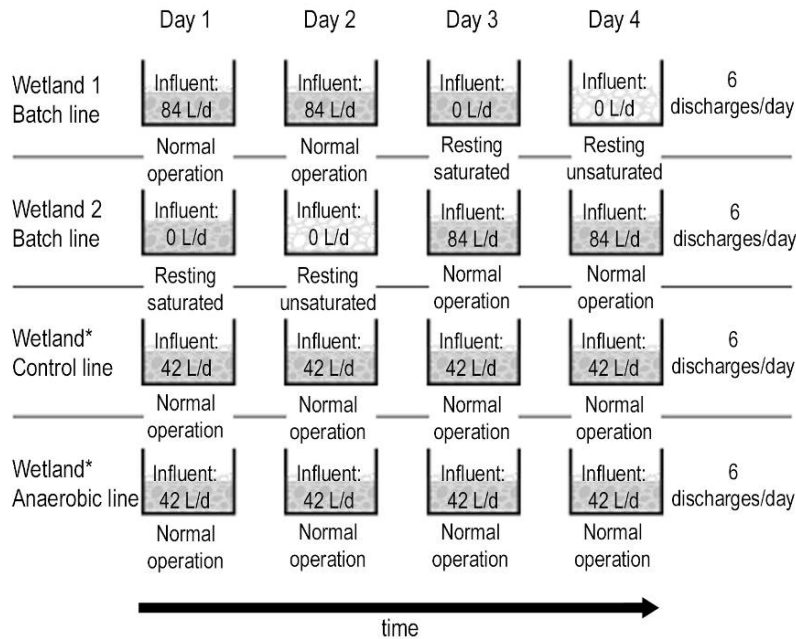 Day 1 Day 2 Day 3 Day 4
Wetland 1
Batch line
Influent: Influent: Influent: Influent:
84 L/d 84 L/d 0 L/d 0 L/d
6
discharges/day
Normal Normal Resting Resting
operation operation saturated unsaturated
Wetland 2
Batch line
Influent: Influent: Influent: Influent:
0 L/d 0 L/d 84 L/d 84 L/d
6
discharges/day
Resting Resting Normal Normal
saturated unsaturated operation operation
Wetland*
Control line
Influent: Influent: Influent: Influent:
42 L/d 42 L/d 42 L/d 42 L/d
6
discharges/day
Normal Normal Normal Normal
operation operation operation operation
Wetland*
Anaerobic line
Influent: Influent: Influent: Influent:
42 L/d 42 L/d 42 L/d 42 L/d
6
discharges/day
Normal Normal Normal Normal
operation operation operation operation
time